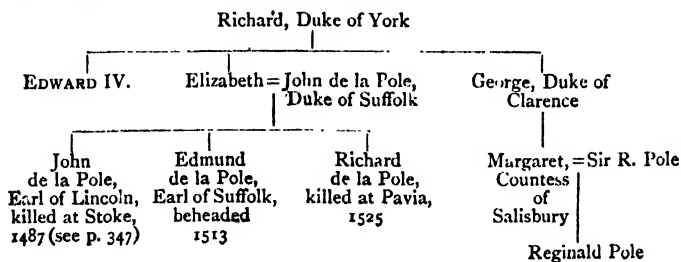 Richard, Duke of York
EDWARD IV. Elizabeth = John de la Pole, George, Duke of
Duke of Suffolk Clarence
John Edmund Richard Margaret, = Sir R. Pole
de la Pole, de la Pole, de la Pole, Countess
Earl of Lincoln, Earl of Suffolk, killed at Pavia, of
killed at Stoke, beheaded 1525 Salisbury
1487 (see p. 347) 1513
Reginald Pole